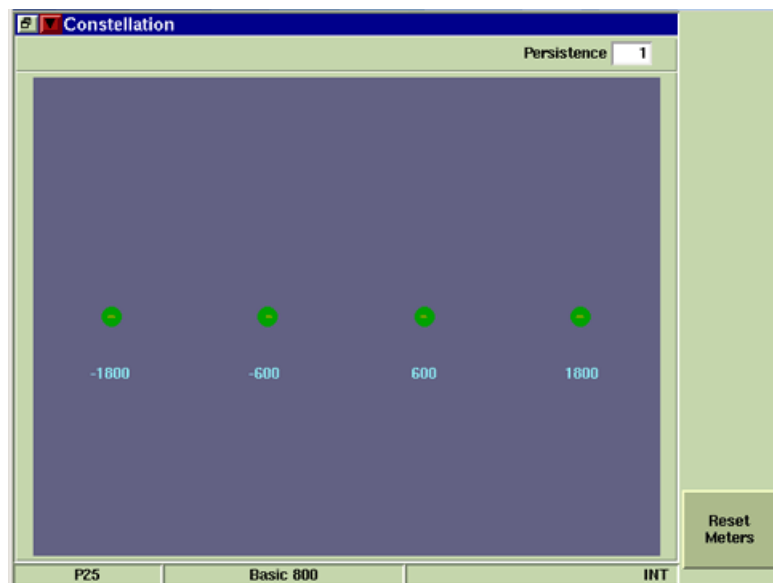 Constellation
Persistence 1
-1800 -600 600 1800
Reset
Meters
P25 Basic 800 INT